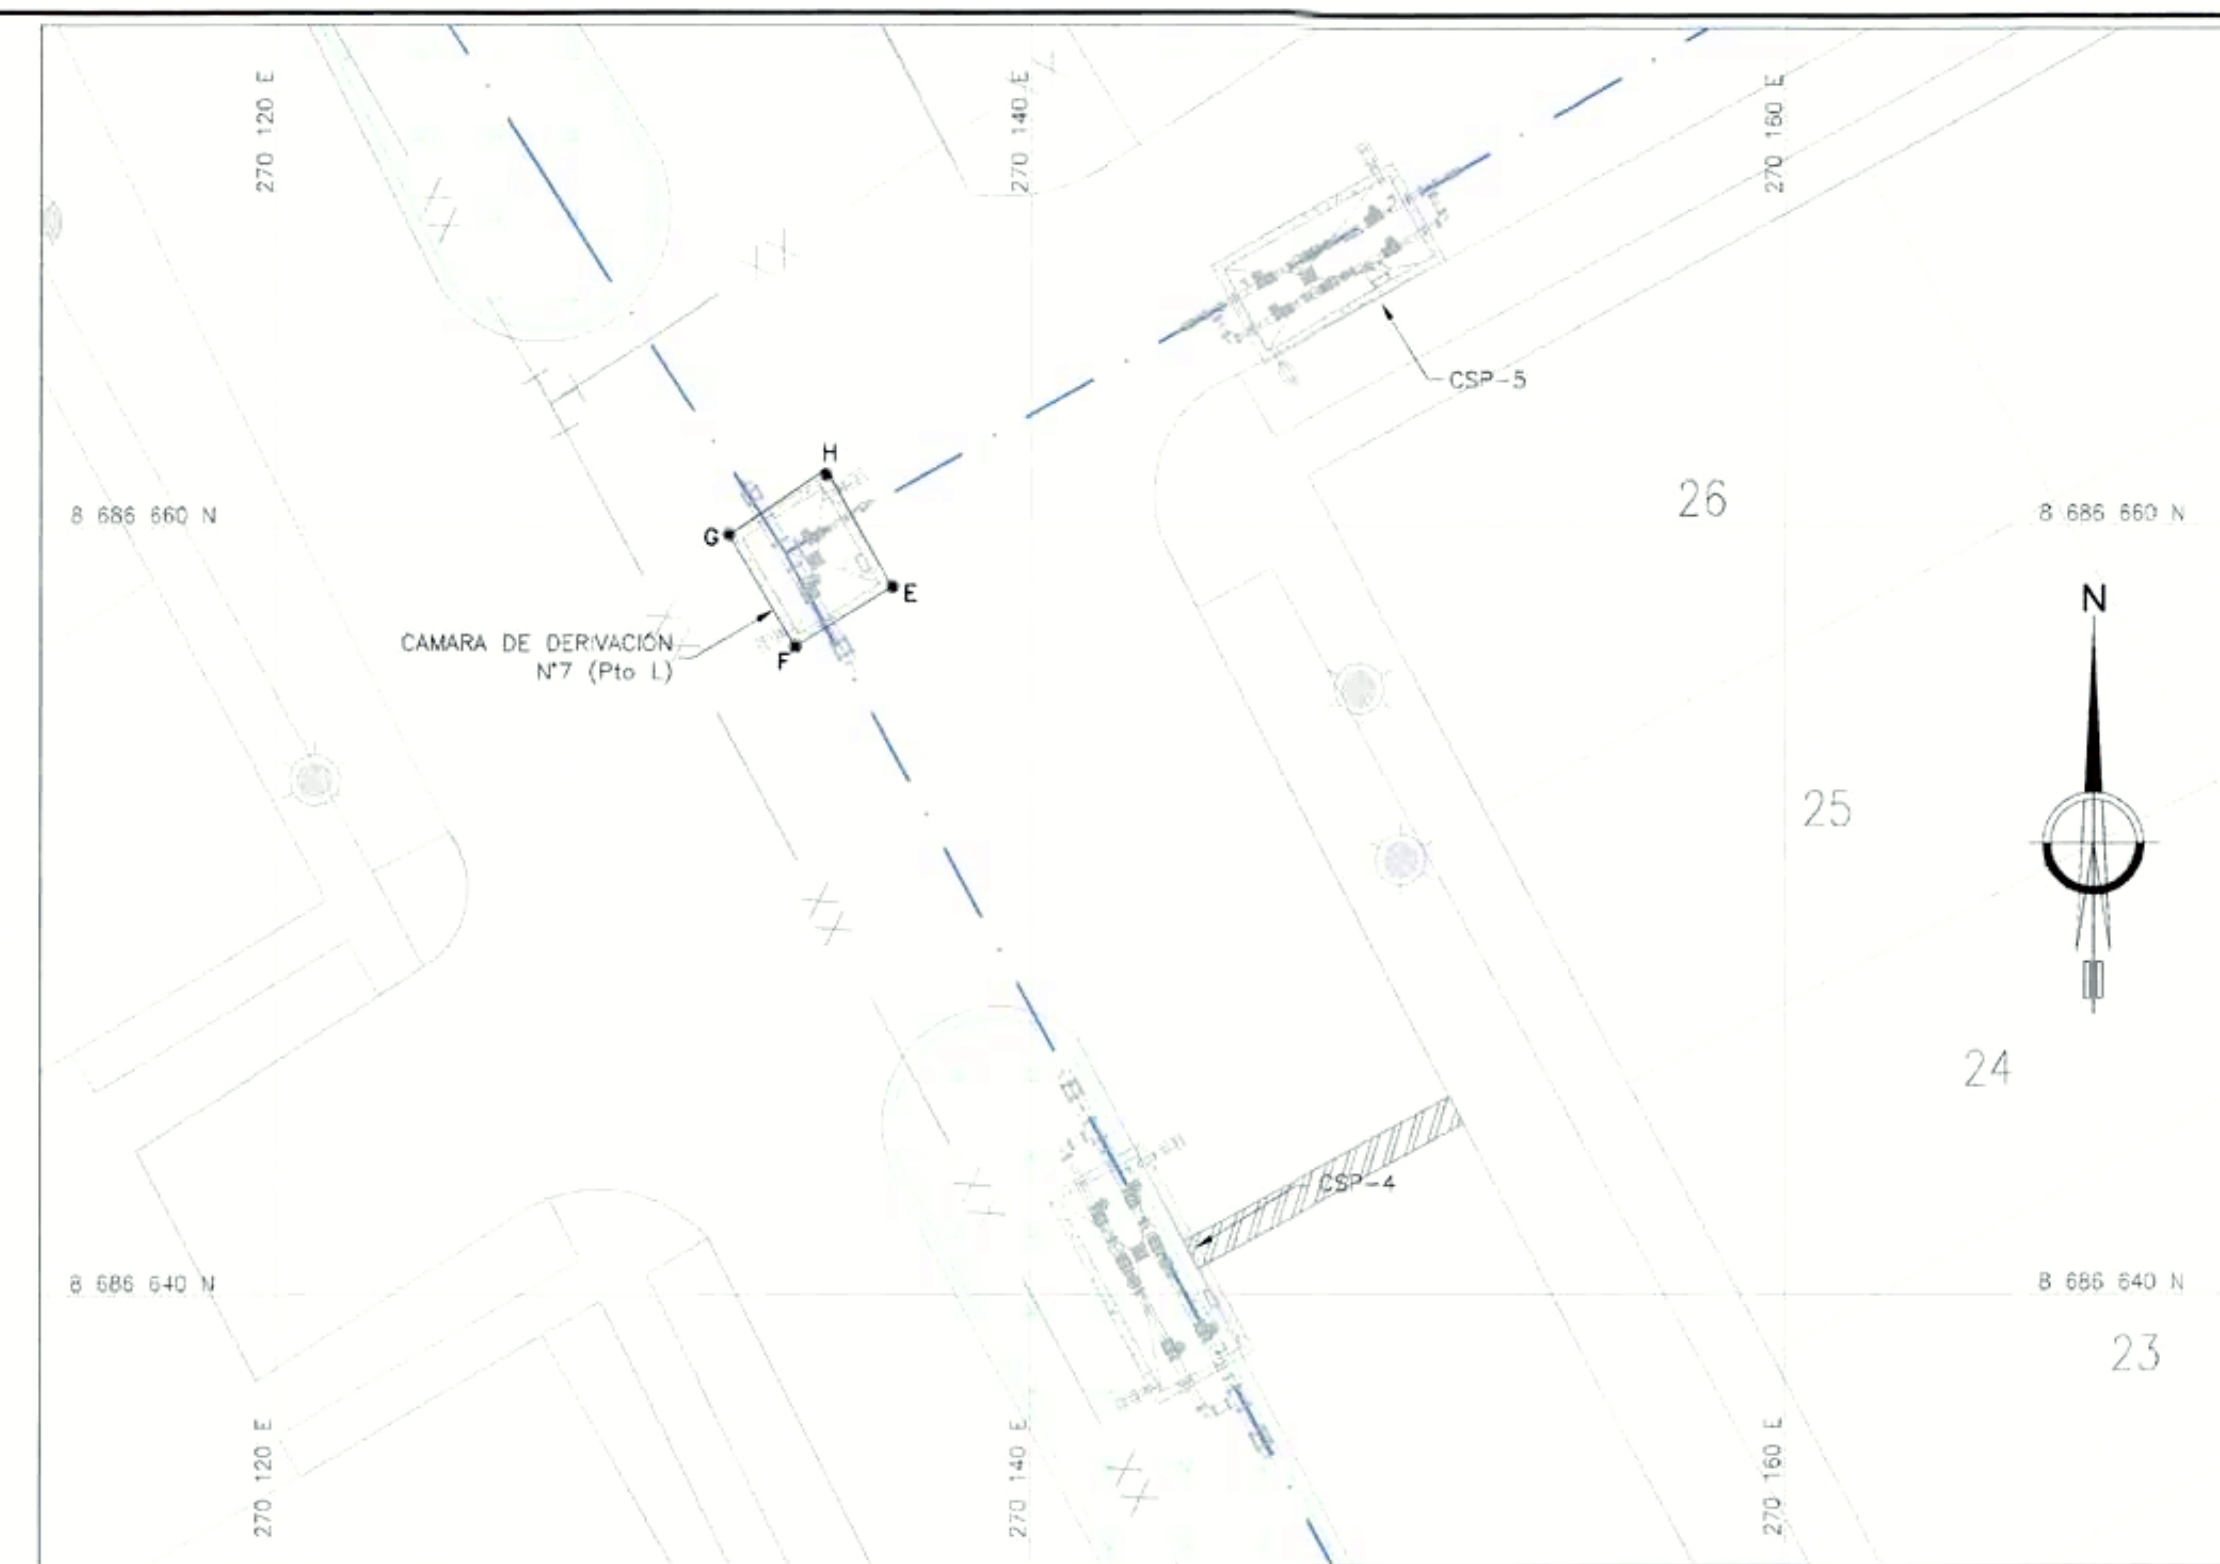 270 120 E
270 140 E
270 160 E
CSP-5
H
26
8 686 660 N
8 686 660 N
G
E
N
CAMARA DE DERIVACIÓN
N°7 (Pto L)
F
25
24
CSP-4
8 686 640 N
8 686 640 N
23
270 120 E
270 140 E
270 160 E